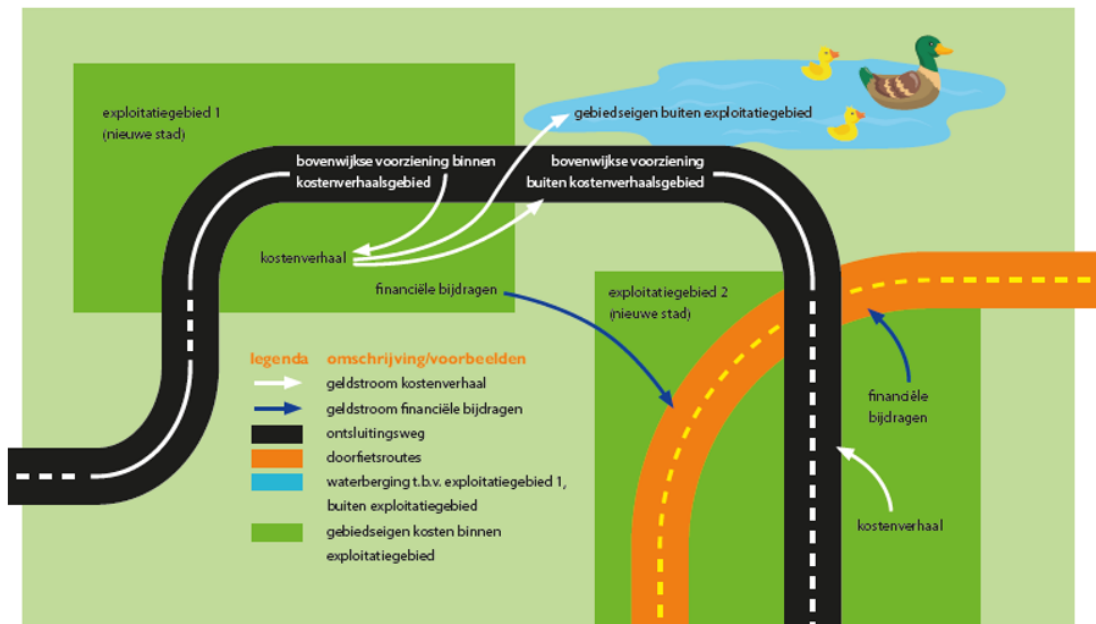 exploitatiegebied 1
(nieuwe stad)
gebiedseigen buiten exploitatiegebied
bovenwijkse voorziening binnen
kostenverhaalsgebied
bovenwijkse voorziening
buiten kostenverhaalsgebied
kostenverhaal
financiële bijdragen
exploitatiegebied 2
(nieuwe stad)
financiële
bijdragen
kostenverhaal
legenda omschrijving/voorbeelden
geldstroom kostenverhaal
geldstroom financiële bijdragen
ontsluitingsweg
doorfietsroutes
waterberging t.b.v. exploitatiegebied 1,
buiten exploitatiegebied
gebiedseigen kosten binnen
exploitatiegebied